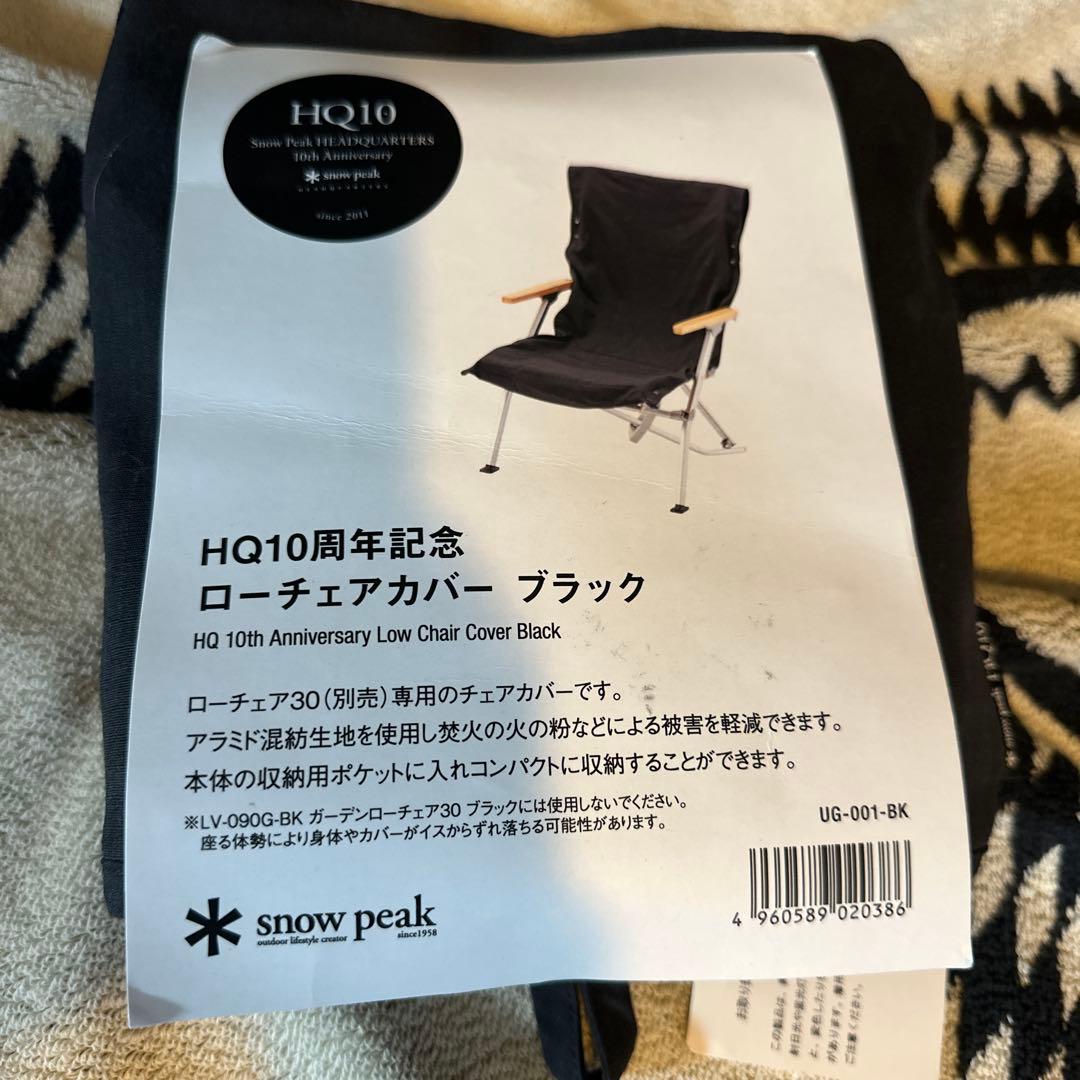 HQ10
Snow Peak HEADQUARTERS
10th Anniversary
snow peak
HEADQUARTERS
since 2011
HQ10周年記念
ローチェアカバー ブラック
HQ 10th Anniversary Low Chair Cover Black
ローチェア30(別売)専用のチェアカバーです。
アラミド混紡生地を使用し焚火の火の粉などによる被害を軽減できます。
本体の収納用ポケットに入れコンパクトに収納することができます。
※LV-090G-BK ガーデンローチェア30 ブラックには使用しないでください。
座る体勢により身体やカバーがイスからずれ落ちる可能性があります。
UG-001-BK
4 960589 020386
snow peak
outdoor lifestyle creator
since1958